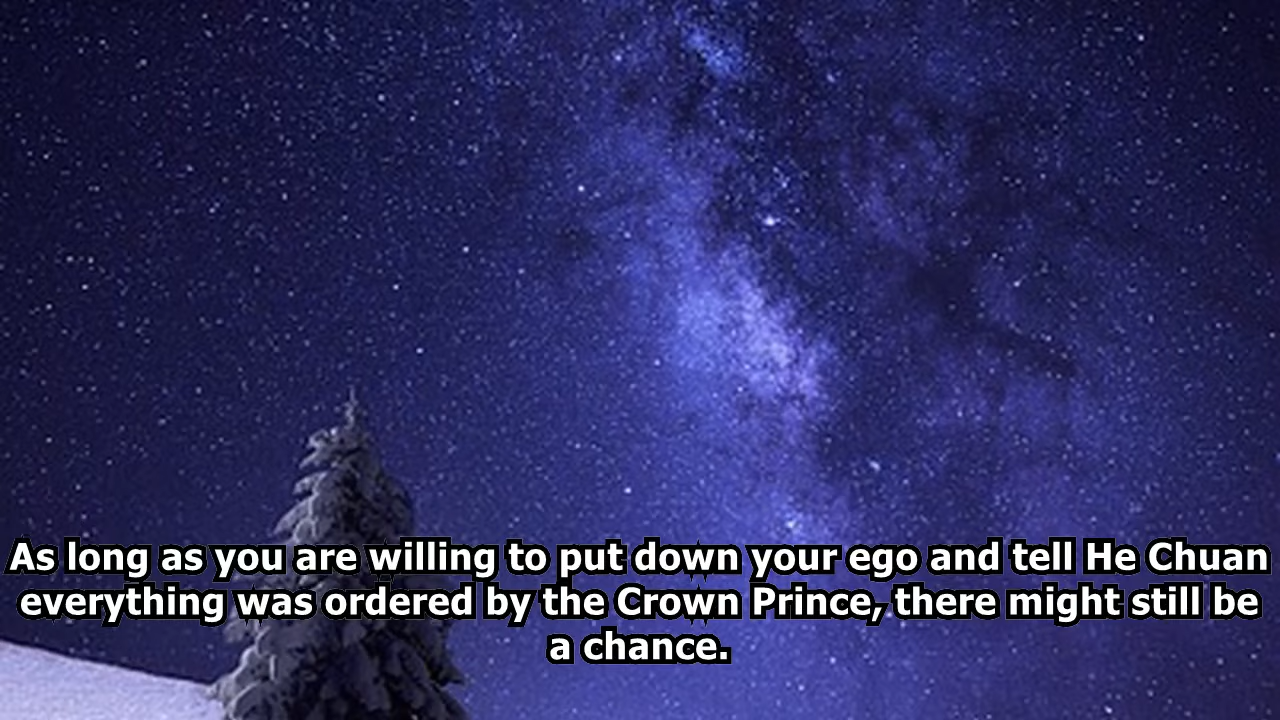 As long as you are willing to put down your ego and tell He Chuan
everything was ordered by the Crown Prince, there might still be
a chance.